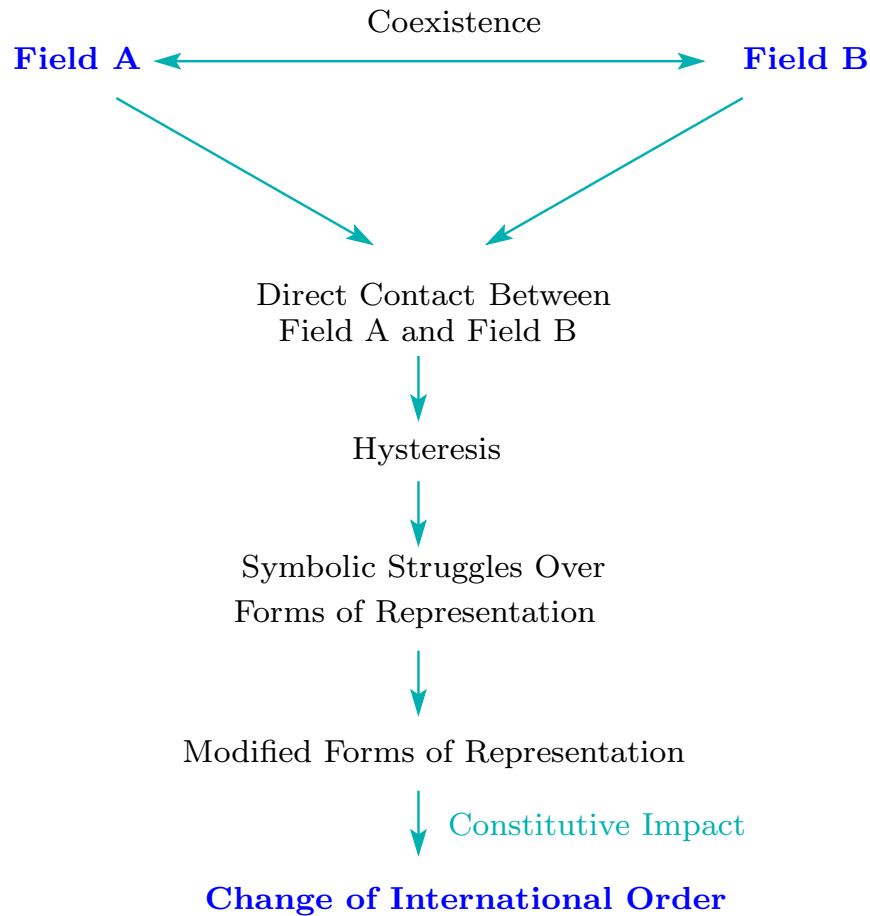 Coexistence
Field A
Field B
Direct Contact Between
Field A and Field B
Hysteresis
Symbolic Struggles Over
Forms of Representation
Modified Forms of Representation
Constitutive Impact
Change of International Order